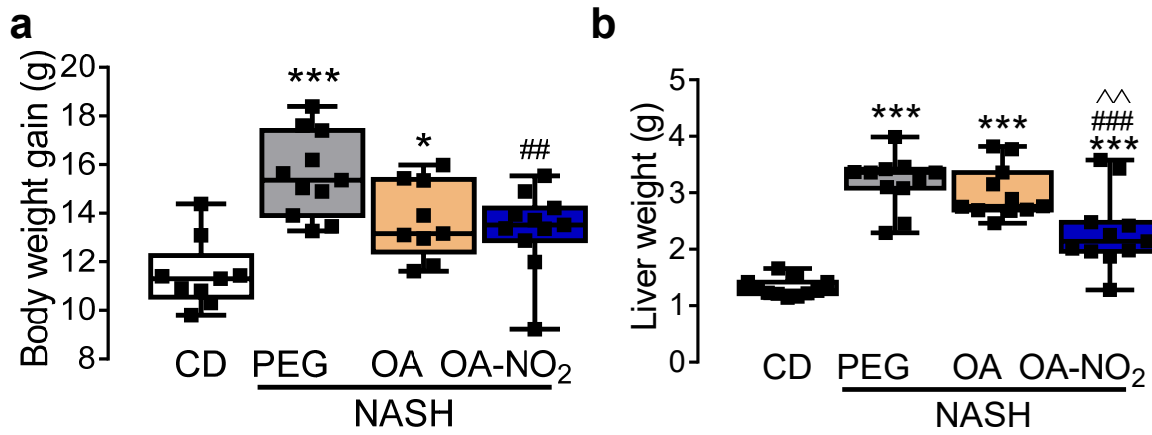 a
Body weight gain (g)
20
18
16
14
12
10
8
***
*
##
CD PEG OA OA-NO₂
NASH
b
Liver weight (g)
5
4
3
2
1
0
***
***
^^
###
***
CD PEG OA OA-NO₂
NASH